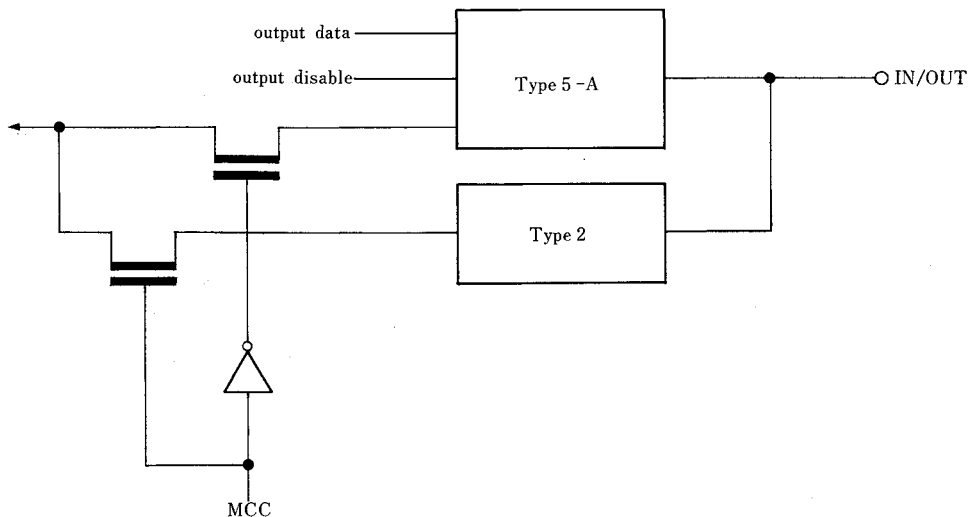 output data
output disable
Type 5-A
IN/OUT
Type 2
MCC